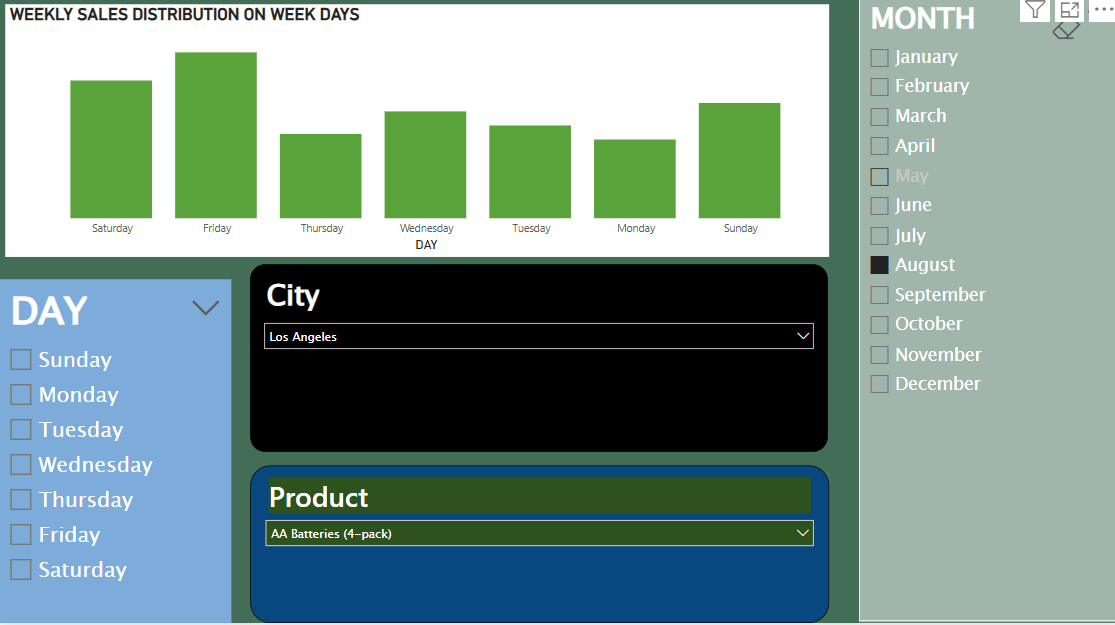 WEEKLY SALES DISTRIBUTION ON WEEK DAYS
Saturday
Friday
Thursday
Wednesday
Tuesday
Monday
Sunday
DAY
DAY
Sunday
Monday
Tuesday
Wednesday
Thursday
Friday
Saturday
City
Los Angeles
Product
AA Batteries (4-pack)
MONTH
January
February
March
April
May
June
July
August
September
October
November
December